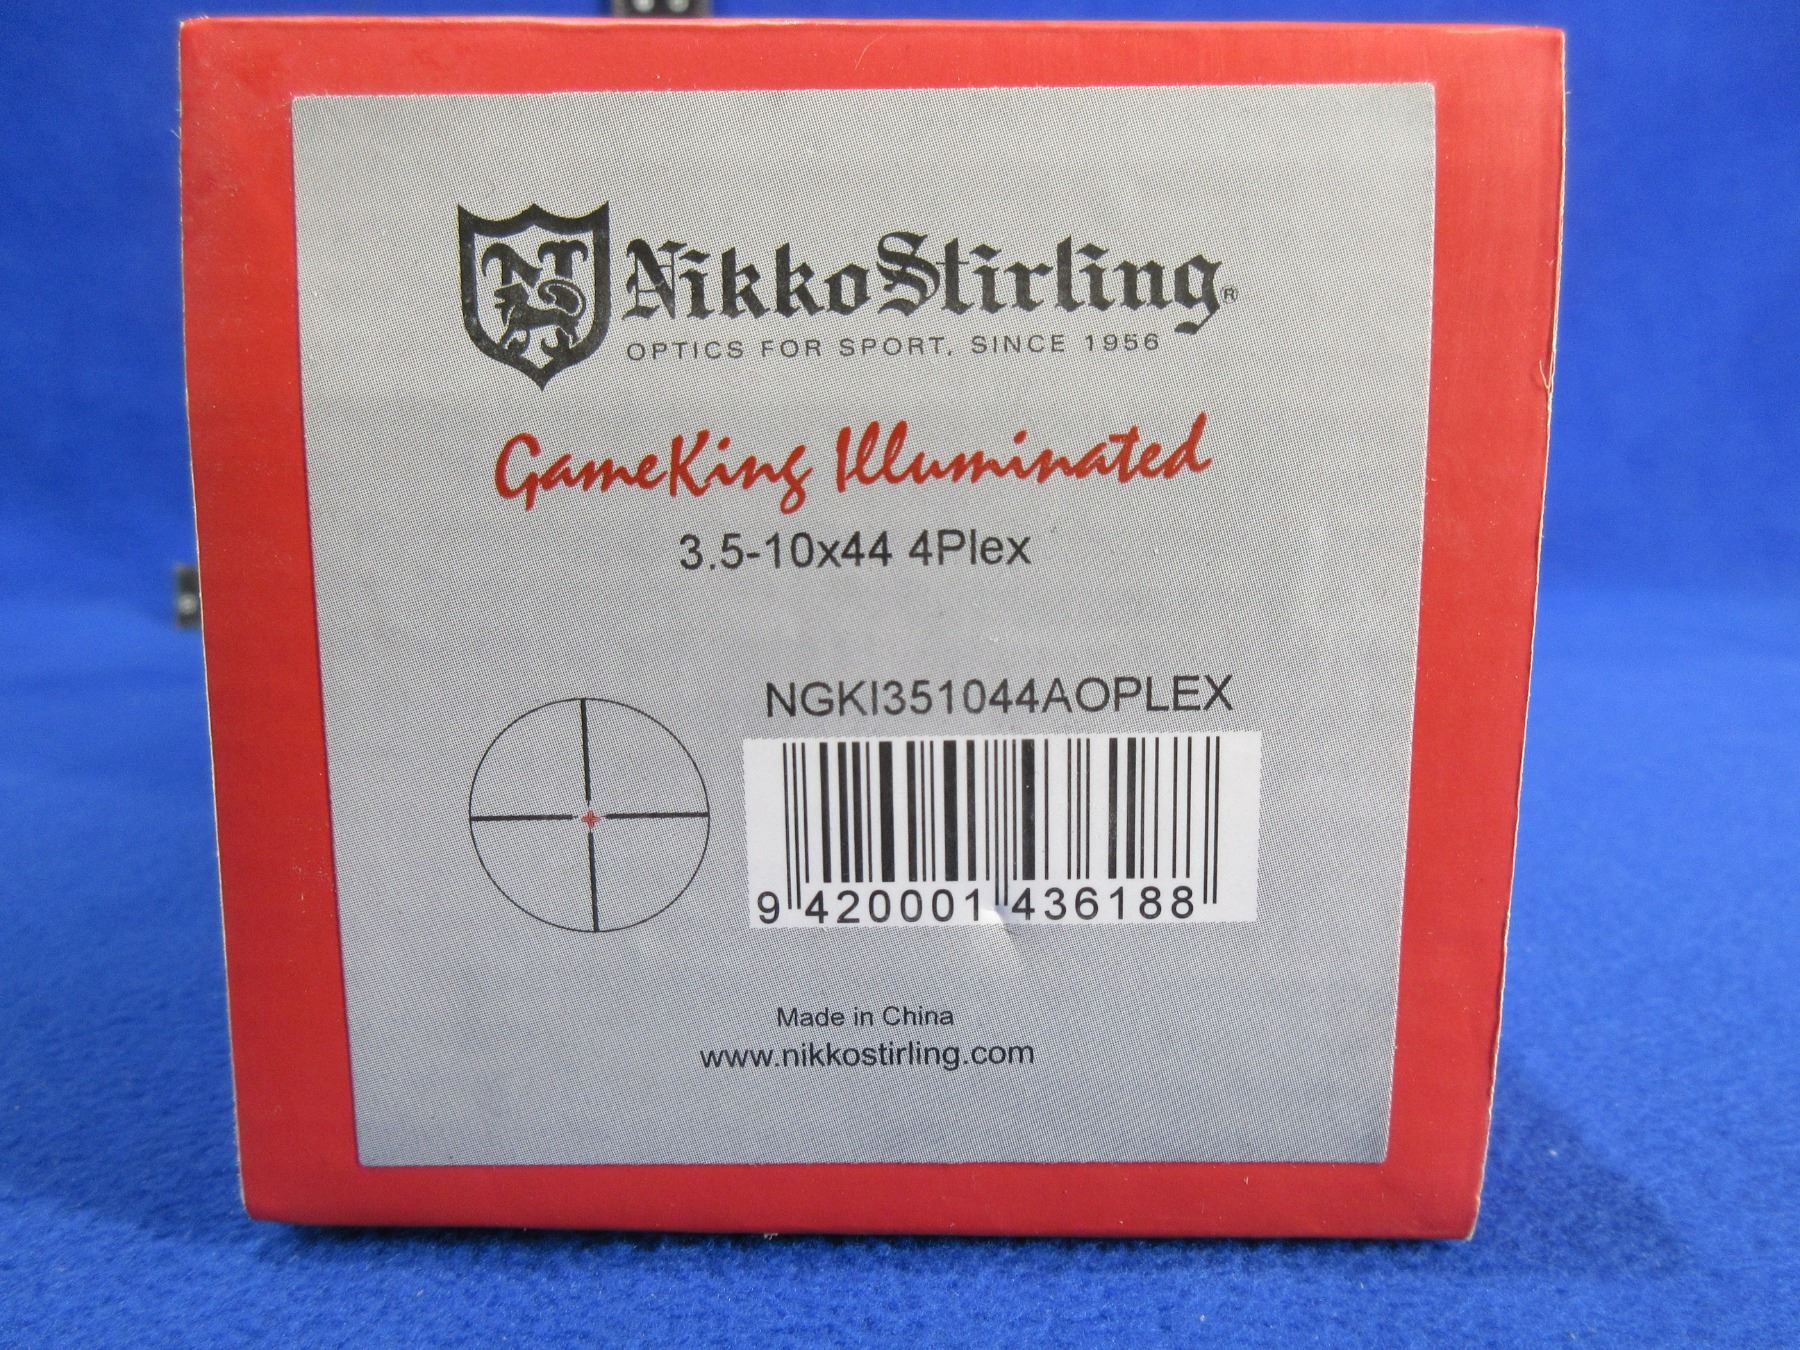 NikkoStirling®
OPTICS FOR SPORT, SINCE 1956
GameKing Illuminated
3.5-10x44 4Plex
NGKI351044AOPLEX
9 420001 436188
Made in China
www.nikkostirling.com